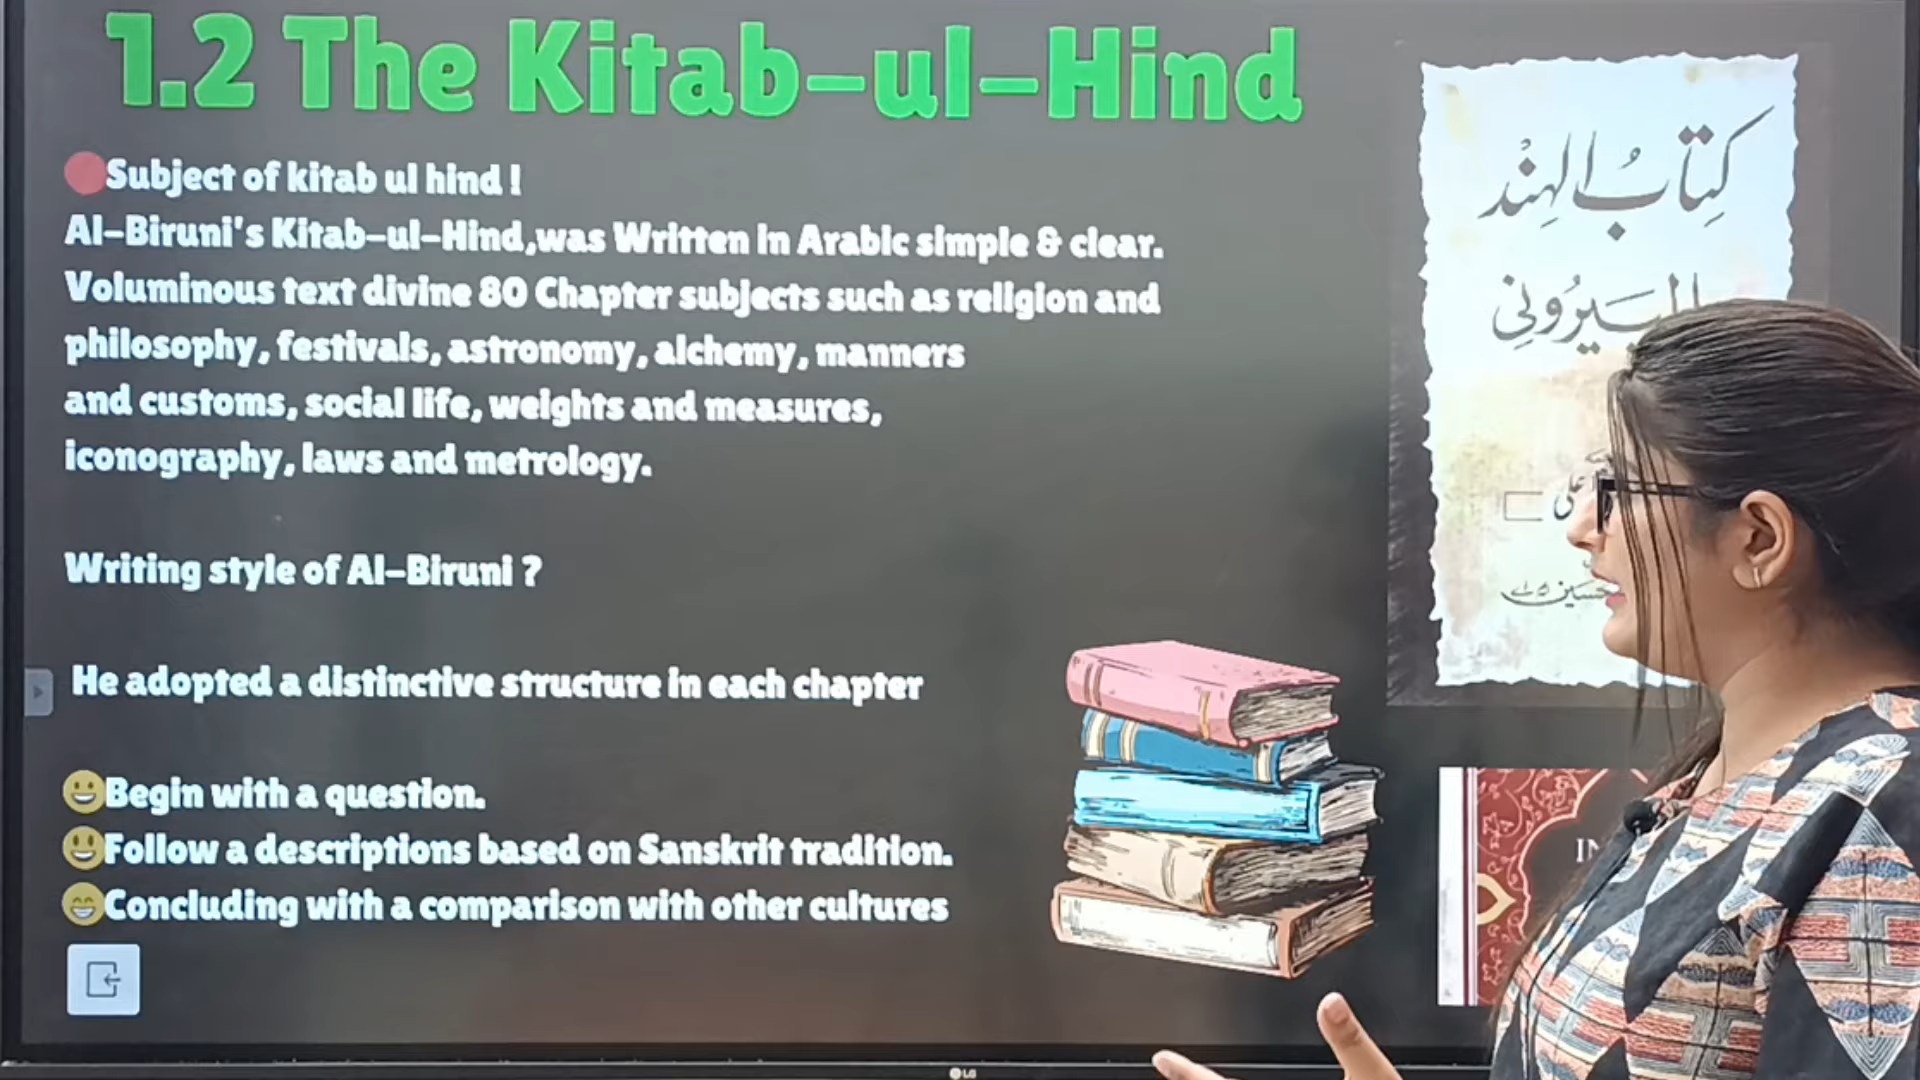 1.2 The Kitab-ul-Hind
Subject of kitab ul hind !
Al-Biruni's Kitab-ul-Hind,was Written in Arabic simple & clear.
Voluminous text divine 80 Chapter subjects such as religion and
philosophy, festivals, astronomy, alchemy, manners
and customs, social life, weights and measures,
iconography, laws and metrology.
Writing style of Al-Biruni ?
He adopted a distinctive structure in each chapter
Begin with a question.
Follow a descriptions based on Sanskrit tradition.
Concluding with a comparison with other cultures
كِتَابُ الهِنْد
البَيرُونِي
LG